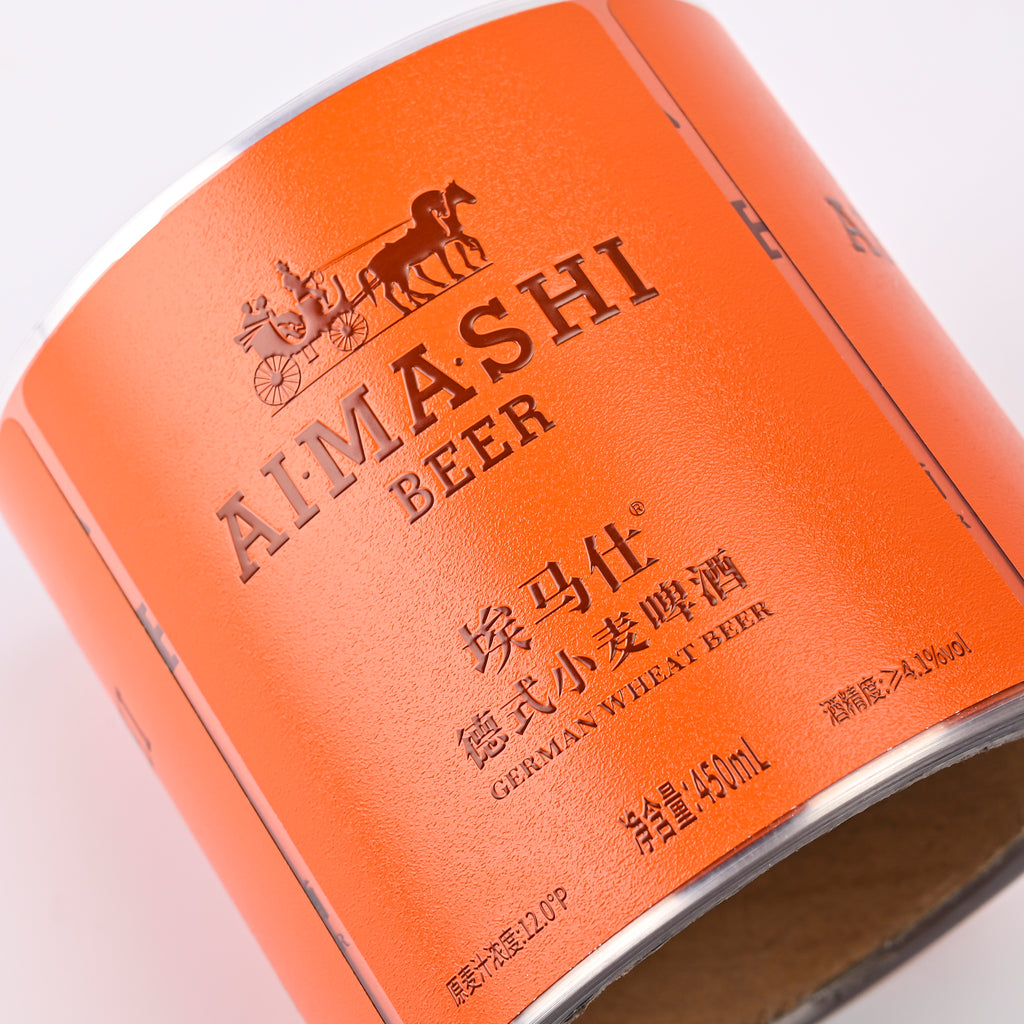 AI·MA·SHI
BEER
埃马仕®
德式小麦啤酒
GERMAN WHEAT BEER
酒精度:≥4.1%vol
净含量:450mL
原麦汁浓度:12.0°P